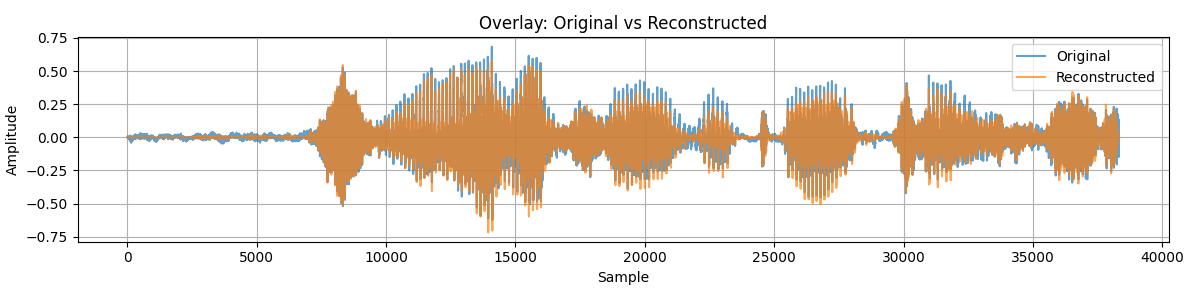 Overlay: Original vs Reconstructed
Amplitude
0.75
0.50
0.25
0.00
−0.25
−0.50
−0.75
Original
Reconstructed
0 5000 10000 15000 20000 25000 30000 35000 40000
Sample